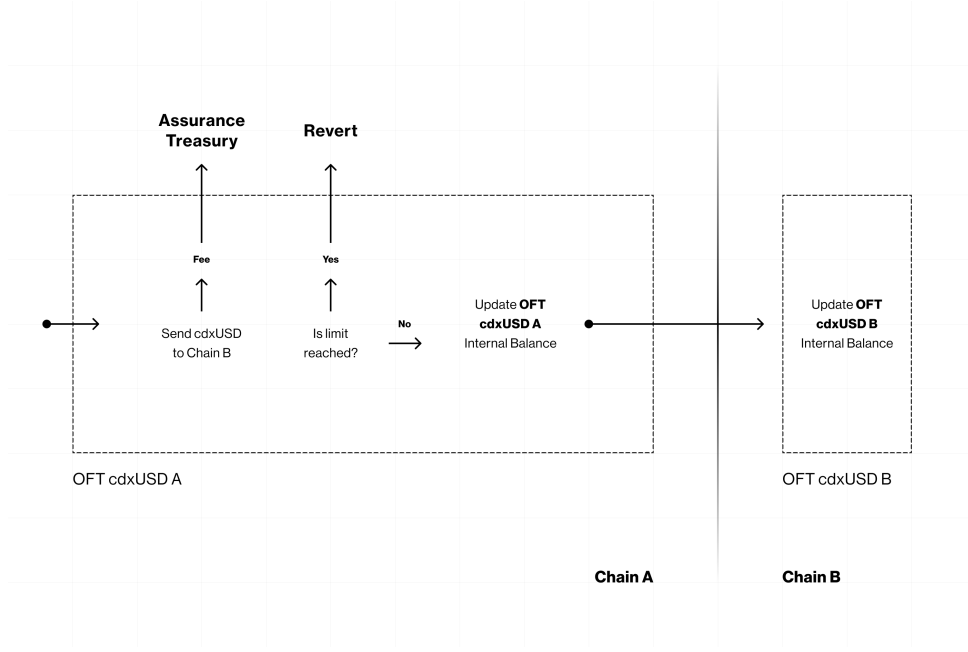 Assurance
Treasury
Revert
Fee
Yes
Send cdxUSD
to Chain B
Is limit
reached?
No
Update OFT
cdxUSD A
Internal Balance
Update OFT
cdxUSD B
Internal Balance
OFT cdxUSD A
OFT cdxUSD B
Chain A
Chain B